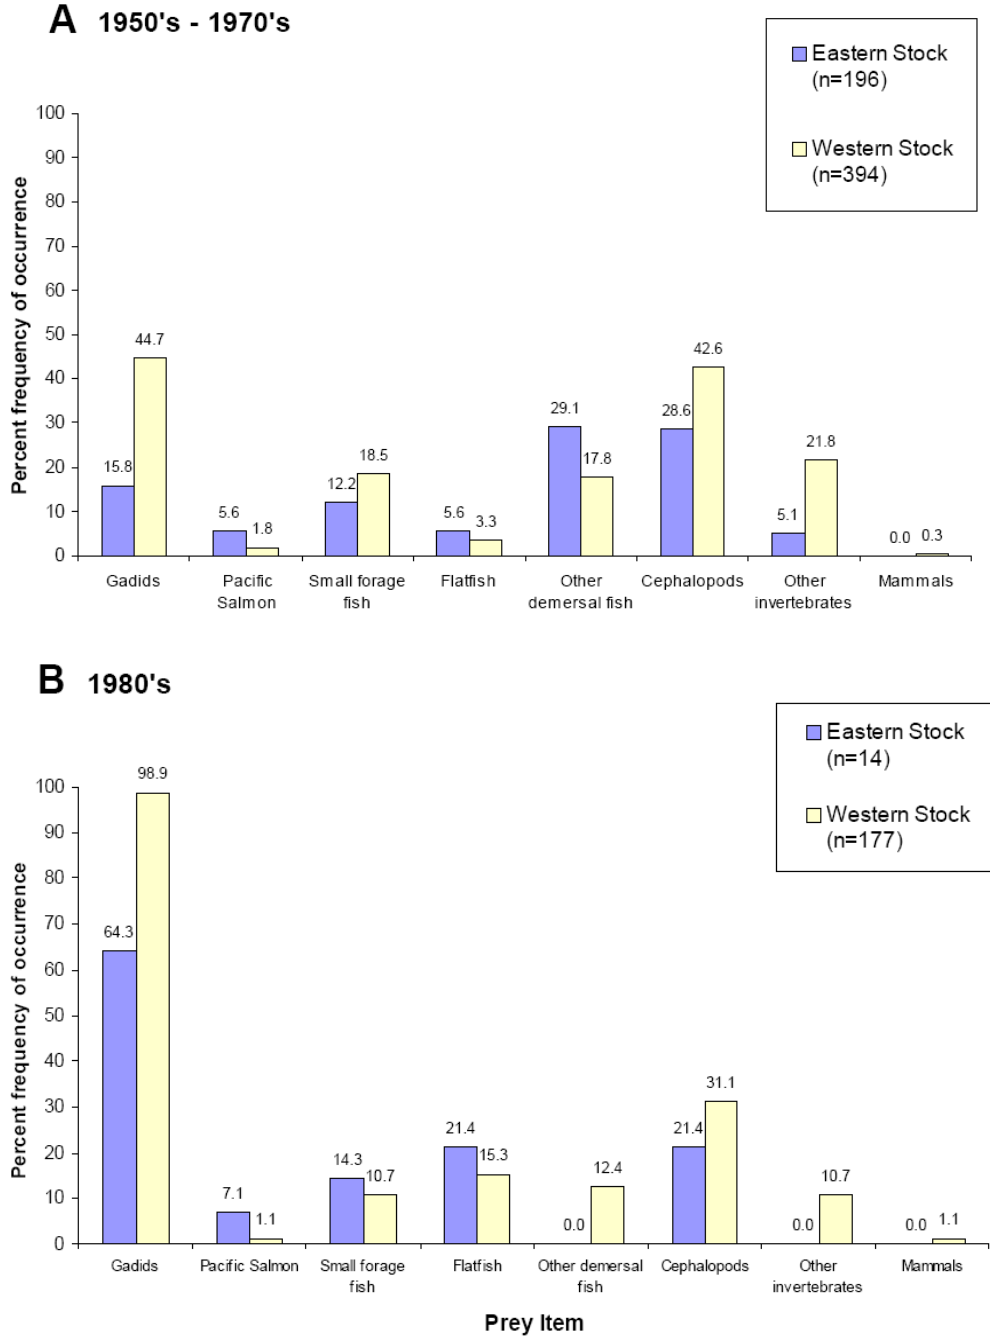 A 1950's - 1970's
Eastern Stock
(n=196)
Western Stock
(n=394)
Percent frequency of occurrence
100
90
80
70
60
50
40
30
20
10
0
15.8
44.7
5.6
1.8
12.2
18.5
5.6
3.3
29.1
17.8
28.6
42.6
5.1
21.8
0.0
0.3
Gadids
Pacific
Salmon
Small forage
fish
Flatfish
Other
demersal fish
Cephalopods
Other
invertebrates
Mammals
B 1980's
Eastern Stock
(n=14)
Western Stock
(n=177)
Percent frequency of occurrence
100
90
80
70
60
50
40
30
20
10
0
64.3
98.9
7.1
1.1
14.3
10.7
21.4
15.3
0.0
12.4
21.4
31.1
0.0
10.7
0.0
1.1
Gadids
Pacific Salmon
Small forage
fish
Flatfish
Other demersal
fish
Cephalopods
Other
invertebrates
Mammals
Prey Item